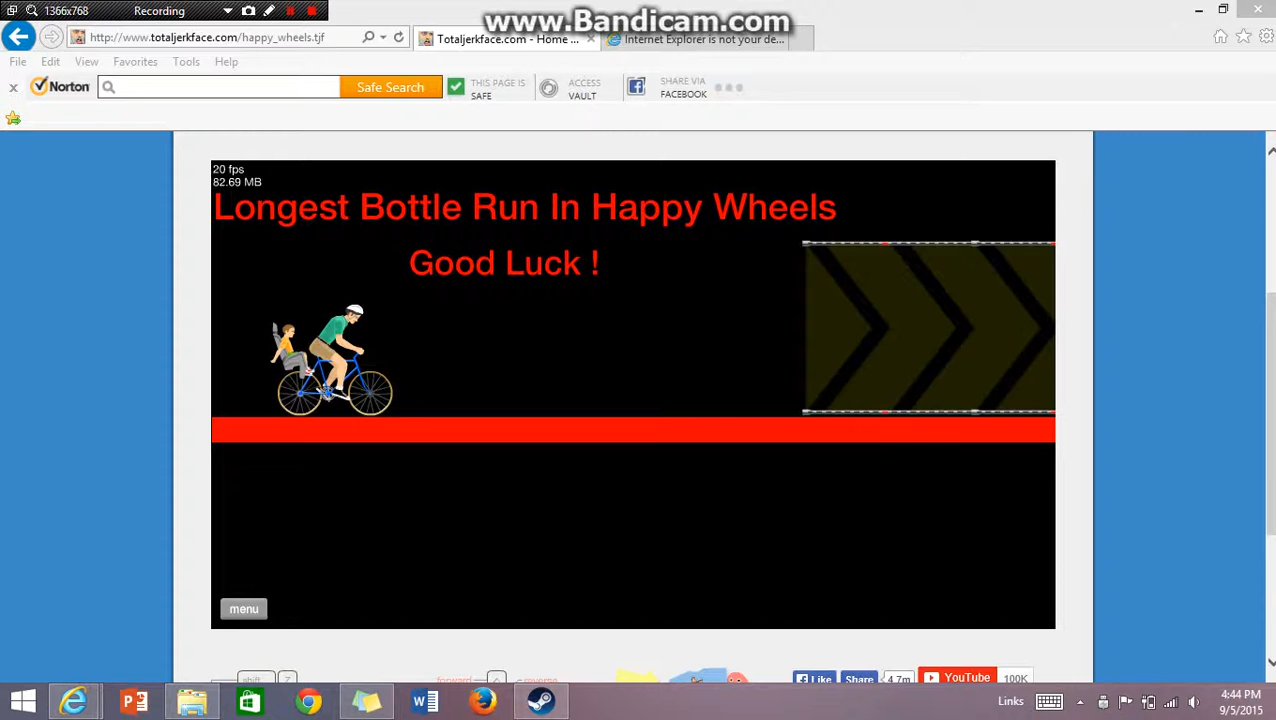 1366x768 Recording
www.Bandicam.com
http://www.totaljerkface.com/happy_wheels.tjf
Totaljerkface.com - Home ...
Internet Explorer is not your de...
File Edit View Favorites Tools Help
x Norton Safe Search
THIS PAGE IS
SAFE
ACCESS
VAULT
SHARE VIA
FACEBOOK
20 fps
82.69 MB
Longest Bottle Run In Happy Wheels
Good Luck !
menu
shift Z forward reverse
Like Share 4.7m YouTube 100K
Links 4:44 PM
9/5/2015